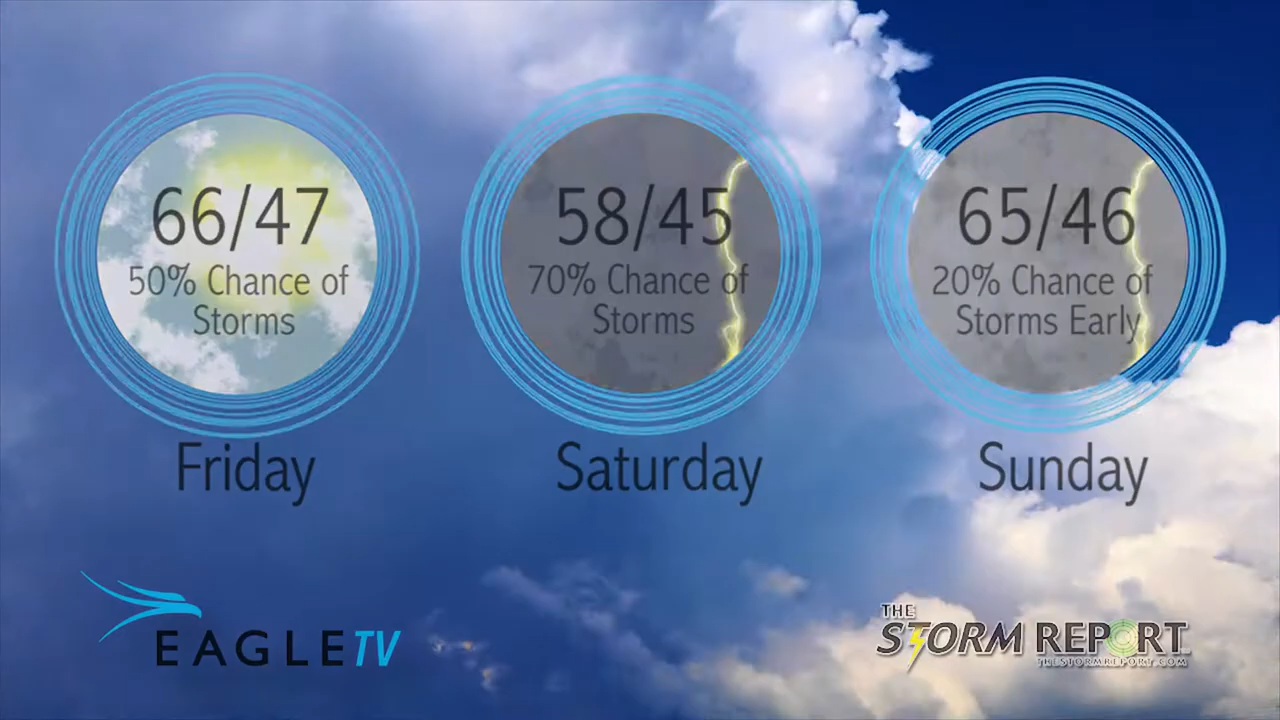 66/47
50% Chance of
Storms
Friday
58/45
70% Chance of
Storms
Saturday
65/46
20% Chance of
Storms Early
Sunday
EAGLETV
THE
STORM REPORT
THESTORMREPORT.COM